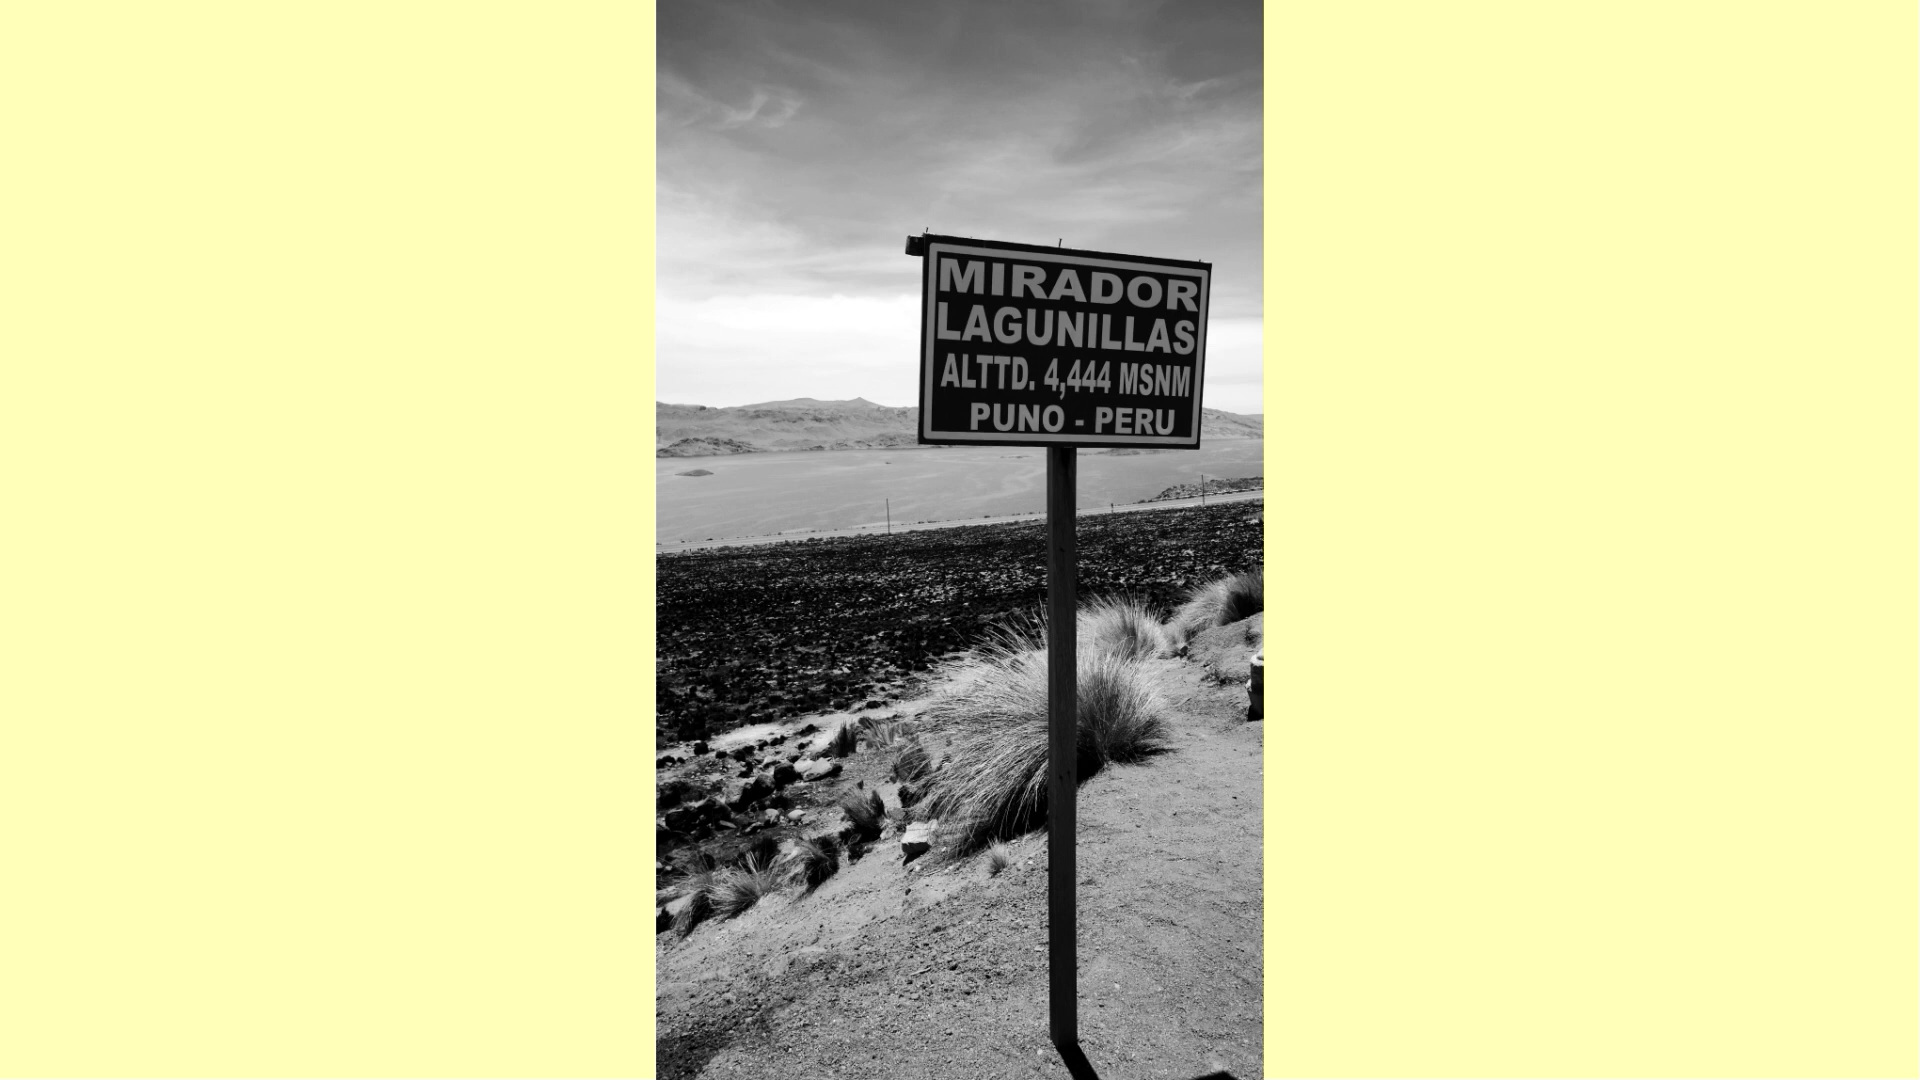 MIRADOR
LAGUNILLAS
ALTTD. 4,444 MSNM
PUNO - PERU